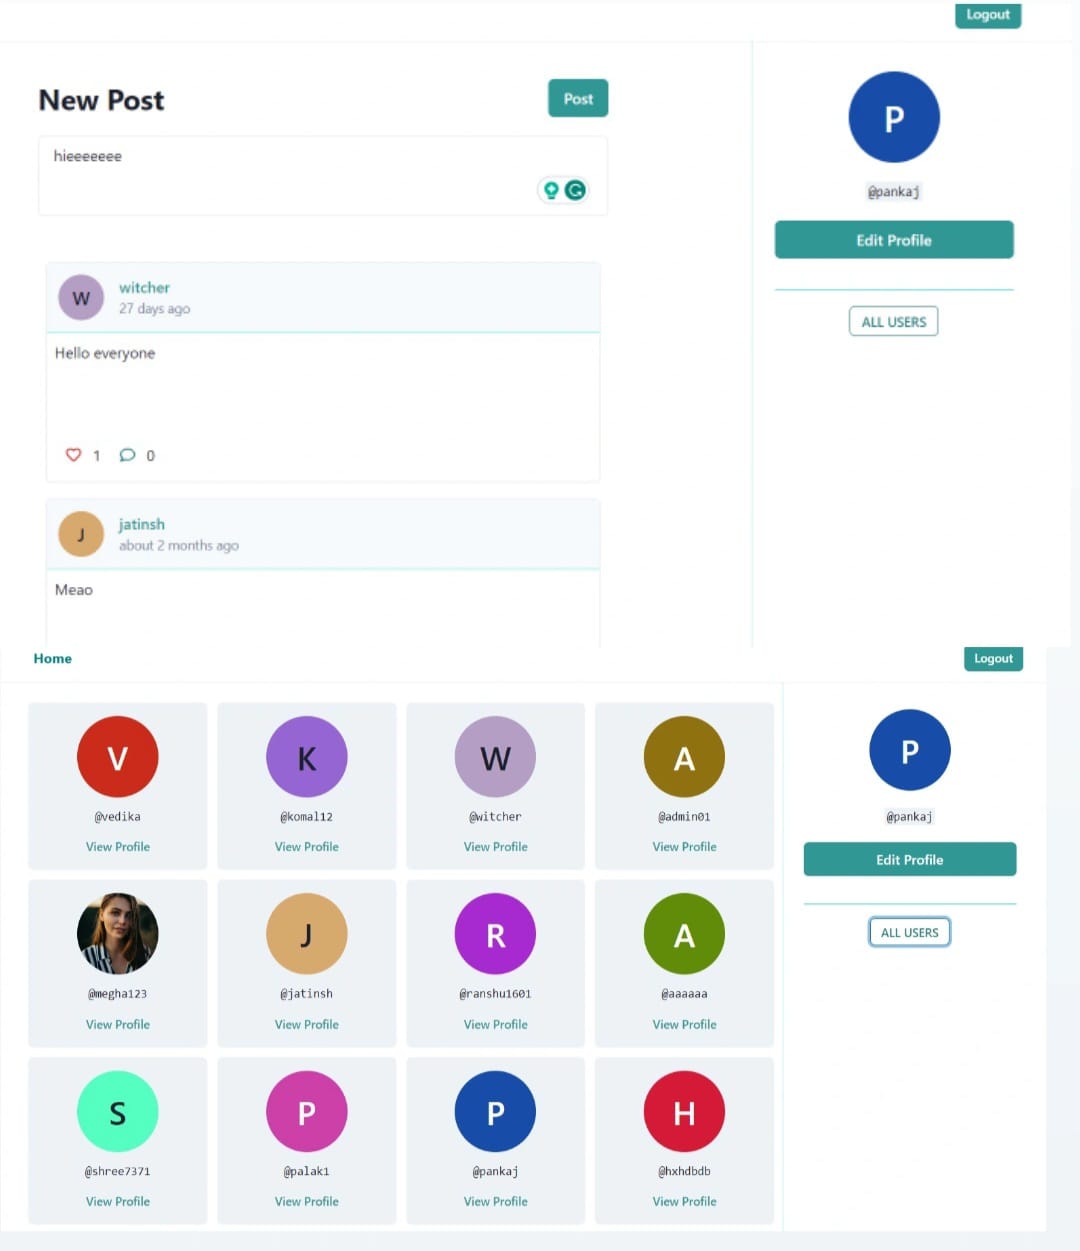 Logout
New Post
Post
hieeeeeee
W
witcher
27 days ago
Hello everyone
1 0
J
jatinsh
about 2 months ago
Meao
P
@pankaj
Edit Profile
ALL USERS
Home
Logout
V K W A
@vedika @komal12 @witcher @admin01
View Profile View Profile View Profile View Profile
J R A
@megha123 @jatinsh @ranshu1601 @aaaaaa
View Profile View Profile View Profile View Profile
S P P H
@shree7371 @palak1 @pankaj @hxhdbdb
View Profile View Profile View Profile View Profile
P
@pankaj
Edit Profile
ALL USERS